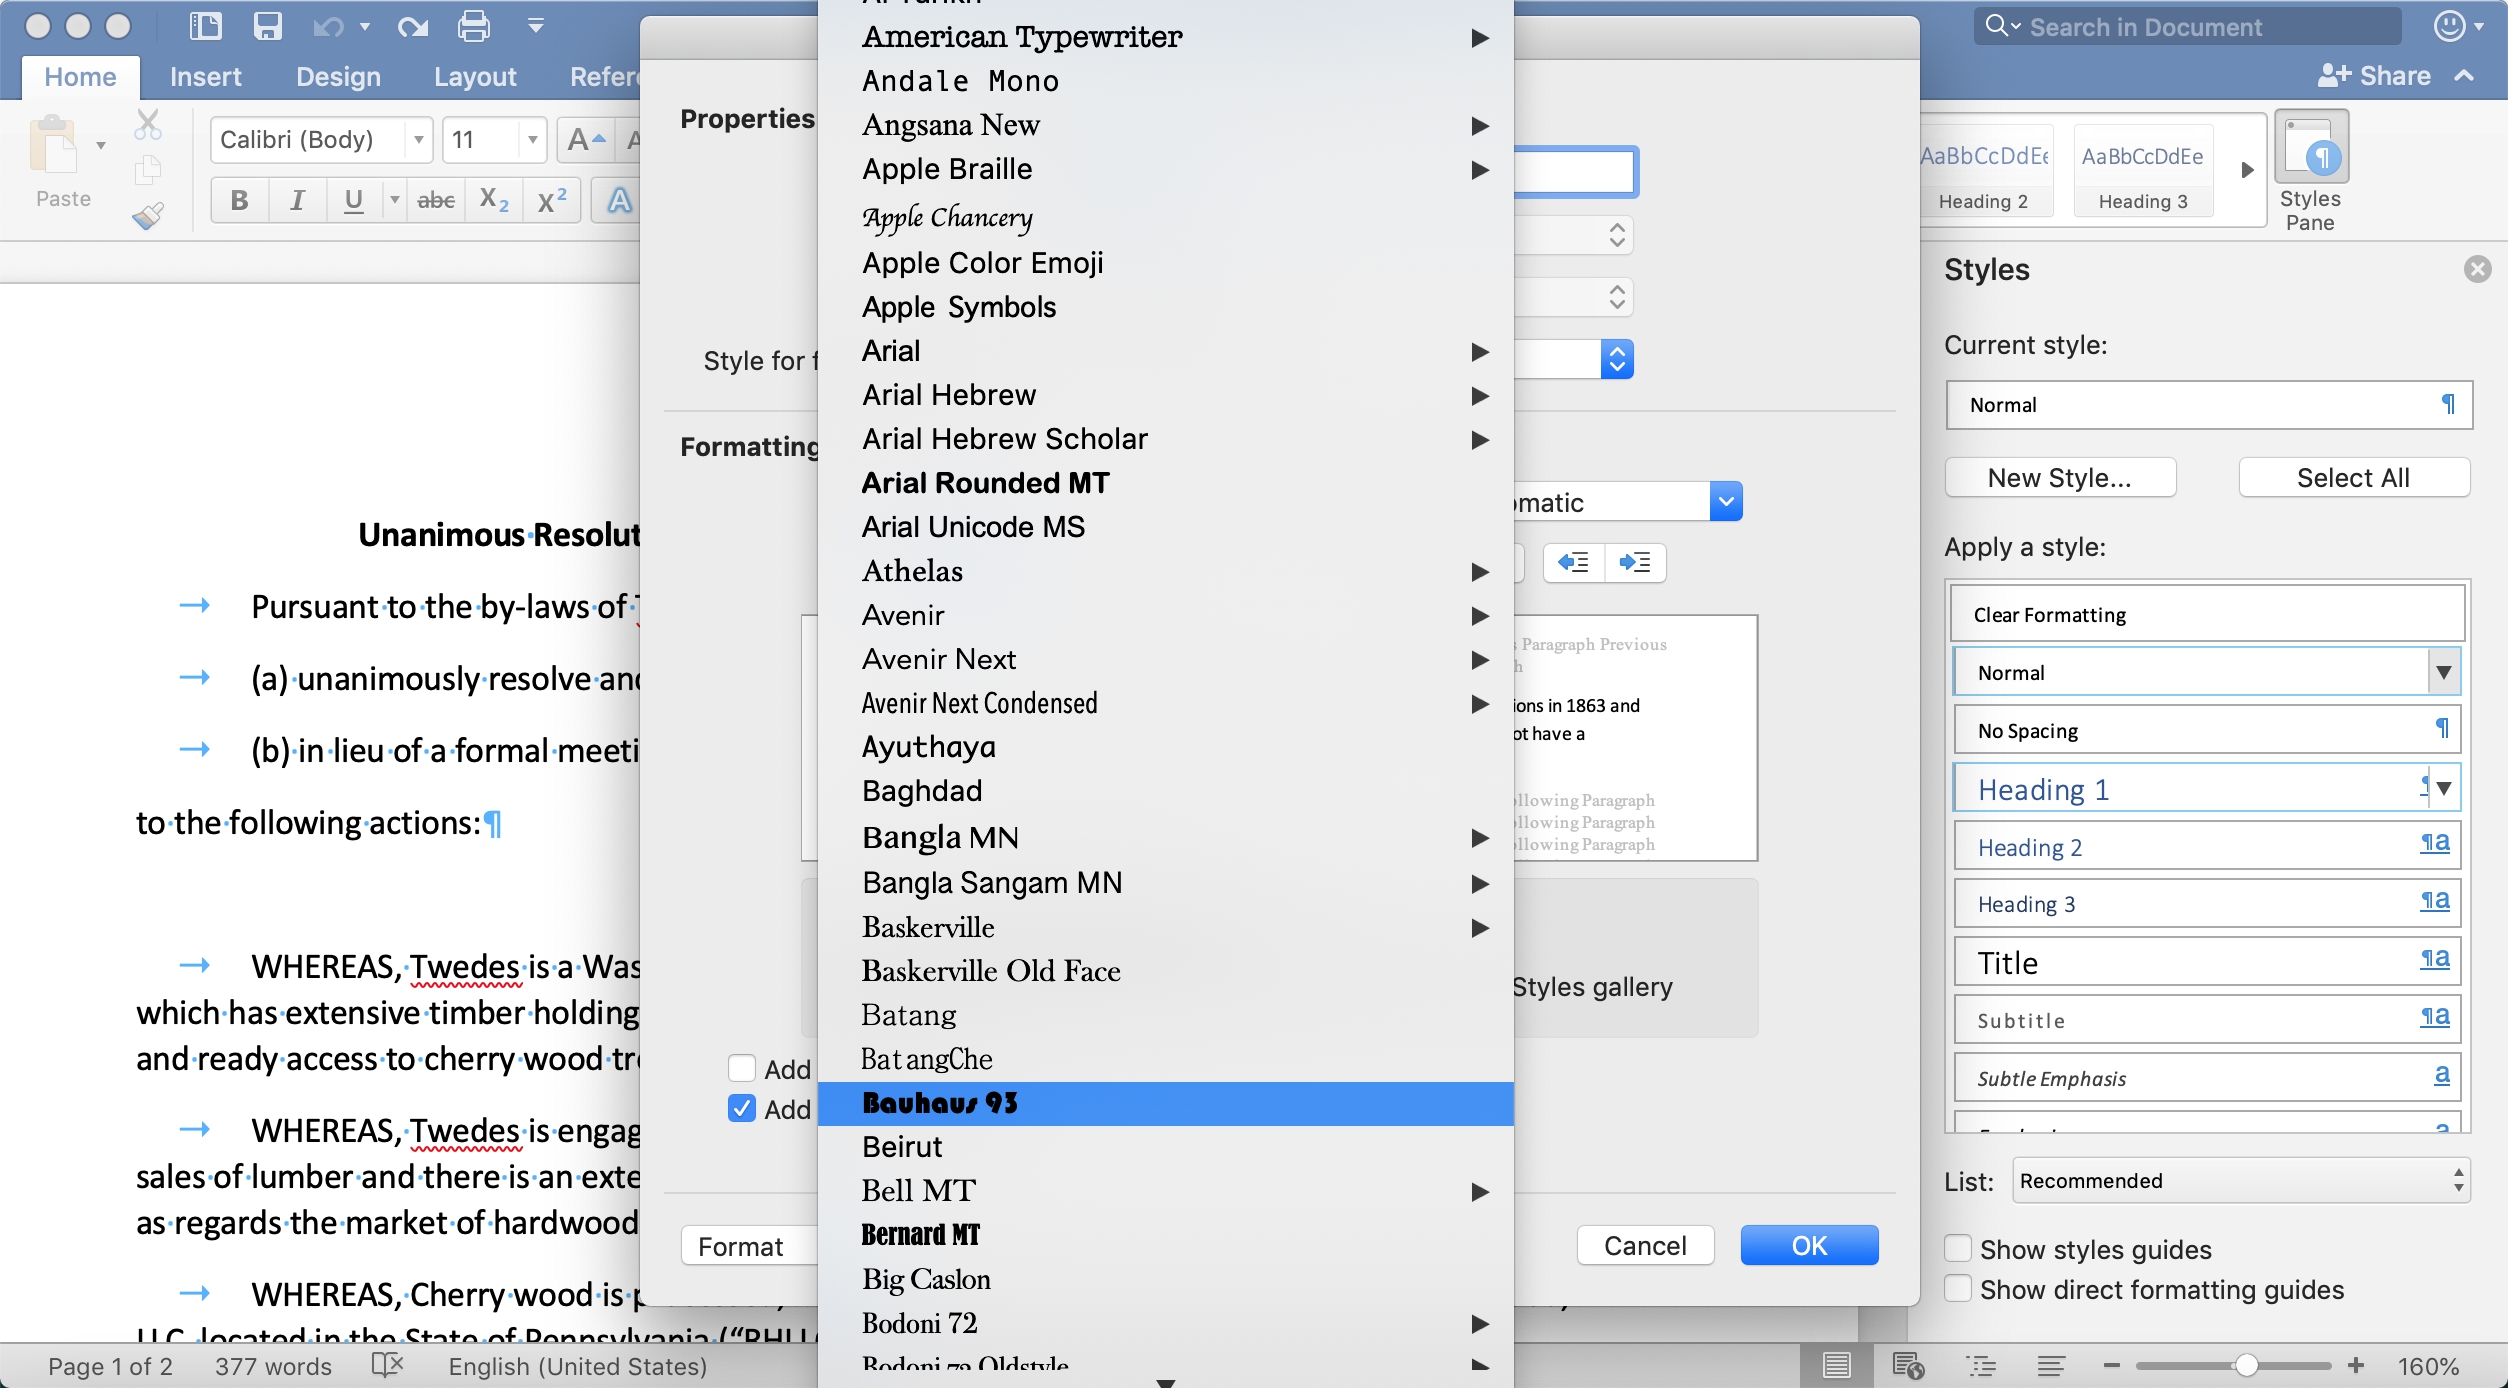 Search in Document
Home
Insert
Design
Layout
Share
Paste
Calibri (Body)
11
B
I
U
abc
X2
X2
A
AaBbCcDdEe
Heading 2
AaBbCcDdEe
Heading 3
Styles
Pane
Properties
Style for
Formatting
Styles gallery
Add
Add
Format
Cancel
OK
American Typewriter
Andale Mono
Angsana New
Apple Braille
Apple Chancery
Apple Color Emoji
Apple Symbols
Arial
Arial Hebrew
Arial Hebrew Scholar
Arial Rounded MT
Arial Unicode MS
Athelas
Avenir
Avenir Next
Avenir Next Condensed
Ayuthaya
Baghdad
Bangla MN
Bangla Sangam MN
Baskerville
Baskerville Old Face
Batang
BatangChe
Bauhaus 93
Beirut
Bell MT
Bernard MT
Big Caslon
Bodoni 72
Bodoni 72 Oldstyle
Paragraph Previous
ions in 1863 and
ot have a
Following Paragraph
Following Paragraph
Following Paragraph
Unanimous Resolut
Pursuant to the by-laws of
(a) unanimously resolve and
(b) in lieu of a formal meeti
to the following actions:¶
WHEREAS, Twedes is a Was
which has extensive timber holding
and ready access to cherry wood tre
WHEREAS, Twedes is engag
sales of lumber and there is an exte
as regards the market of hardwood
WHEREAS, Cherry wood is p
LLC, located in the State of Pennsylvania ("RHLL
Styles
Current style:
Normal ¶
New Style...
Select All
Apply a style:
Clear Formatting
Normal
No Spacing ¶
Heading 1
Heading 2 ¶a
Heading 3 ¶a
Title ¶a
Subtitle ¶a
Subtle Emphasis a
List: Recommended
Show styles guides
Show direct formatting guides
Page 1 of 2
377 words
English (United States)
160%